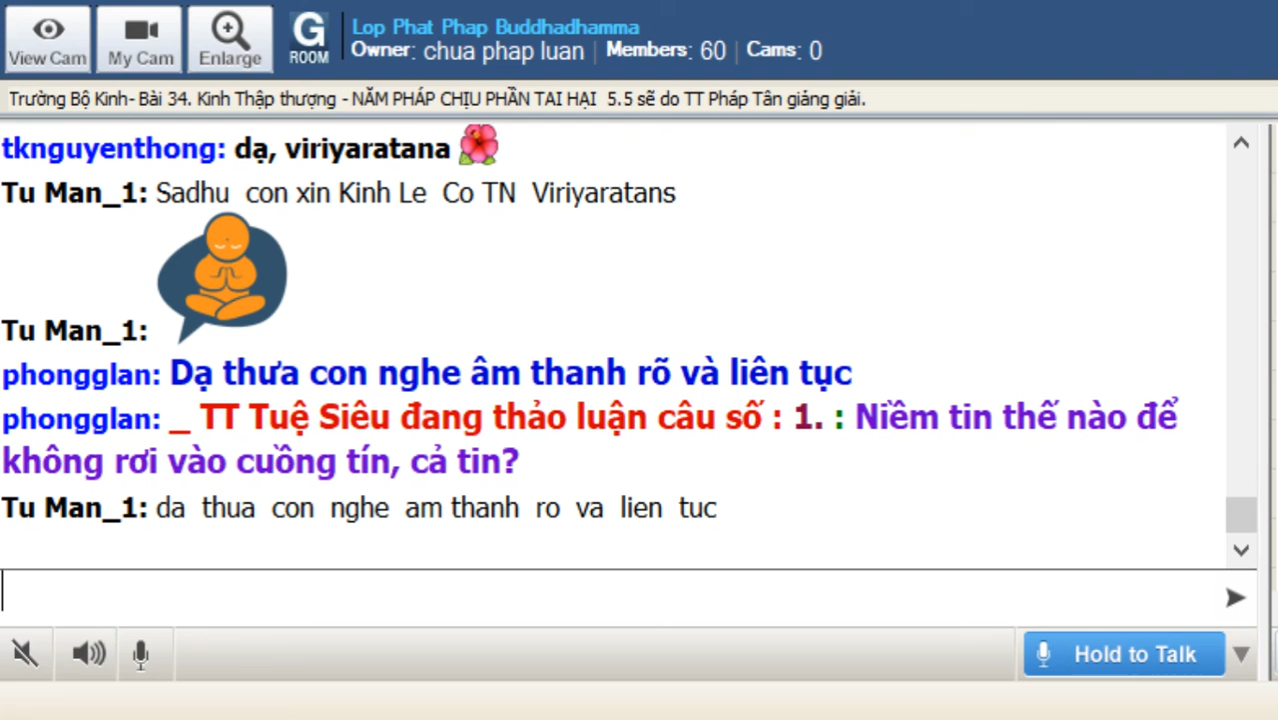 View Cam
My Cam
Enlarge
G
ROOM
Lop Phat Phap Buddhadhamma
Owner: chua phap luan | Members: 60 | Cams: 0
Trường Bộ Kinh- Bài 34. Kinh Thập thượng - NĂM PHÁP CHỊU PHẦN TAI HẠI 5.5 sẽ do TT Pháp Tân giảng giải.
tknguyenthong: dạ, viriyaratana
Tu Man_1: Sadhu con xin Kinh Le Co TN Viriyaratans
Tu Man_1:
phongglan: Dạ thưa con nghe âm thanh rõ và liên tục
phongglan: _ TT Tuệ Siêu đang thảo luận câu số : 1. : Niềm tin thế nào để
không rơi vào cuồng tín, cả tin?
Tu Man_1: da thua con nghe am thanh ro va lien tuc
Hold to Talk